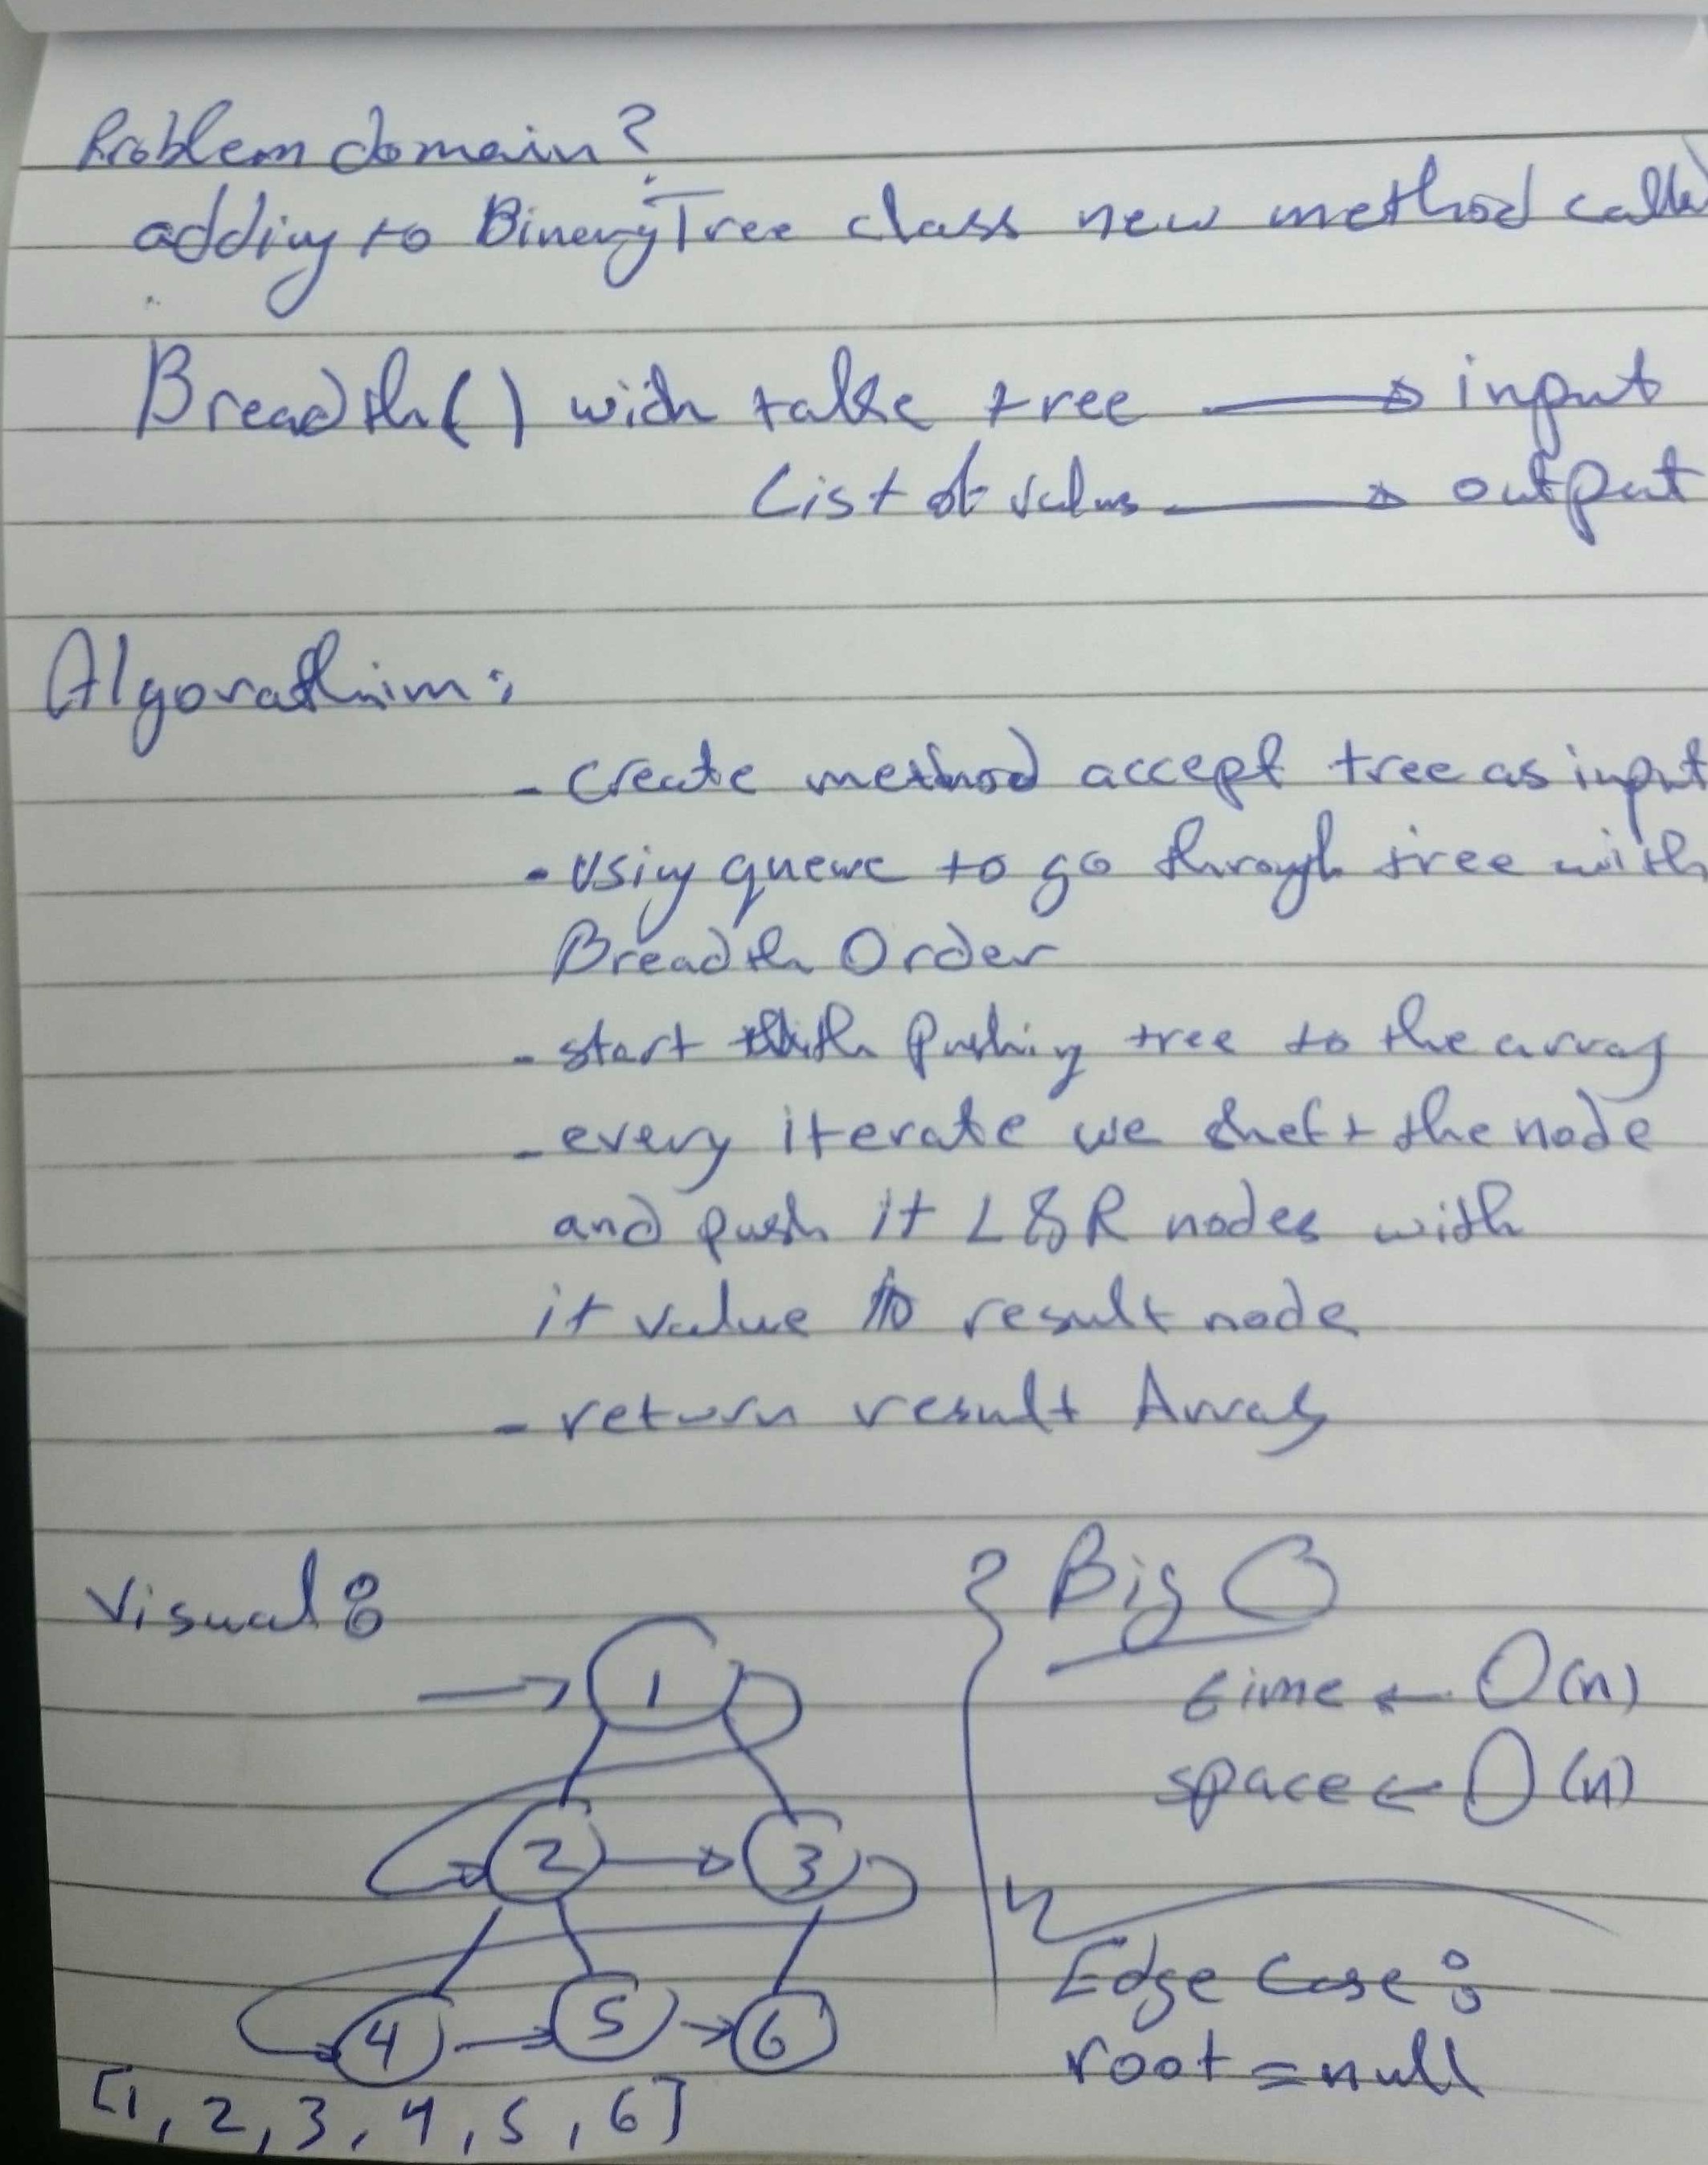 Problem domain?
adding to BinaryTree class new method calle
Breadth() wich take tree → input
List of values → output
Algorathim:
- create method accept tree as input
- Using queue to go through tree with
Breadth Order
- start with Pushing tree to the array
- every iterate we sheft the node
and push it L & R nodes with
it value to result node
- return result Array
Visual:
1
2 → 3
4 → 5 → 6
[1, 2, 3, 4, 5, 6]
Big O
time ← O(n)
space ← O(n)
Edge Case:
root = null